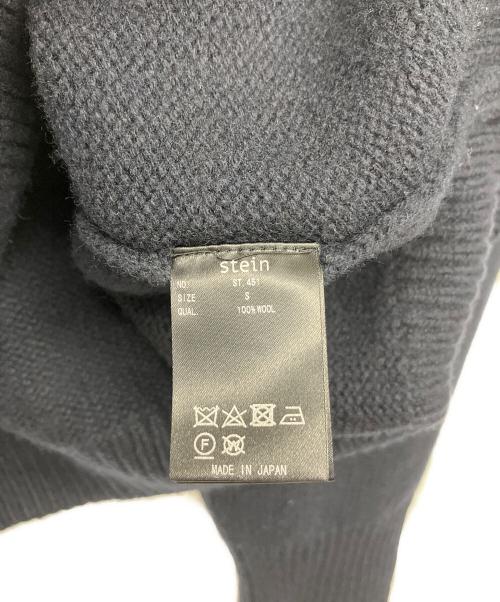 stein
NO. ST.451
SIZE S
QUAL. 100% WOOL
F W
MADE IN JAPAN